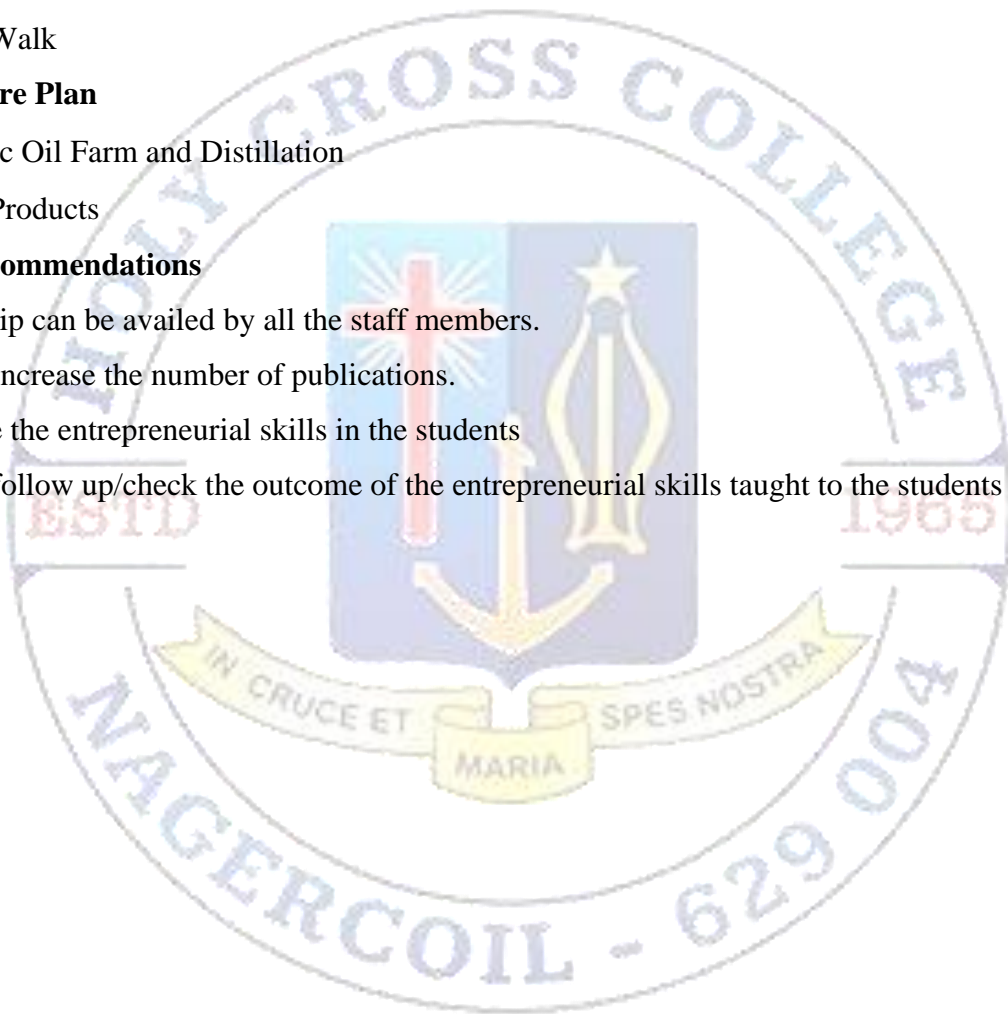 Walk
re Plan
c Oil Farm and Distillation
Products
ommendations
ip can be availed by all the staff members.
increase the number of publications.
e the entrepreneurial skills in the students
follow up/check the outcome of the entrepreneurial skills taught to the students
HOLY CROSS COLLEGE
ESTD 1965
IN CRUCE ET MARIA SPES NOSTRA
NAGERCOIL - 629 004